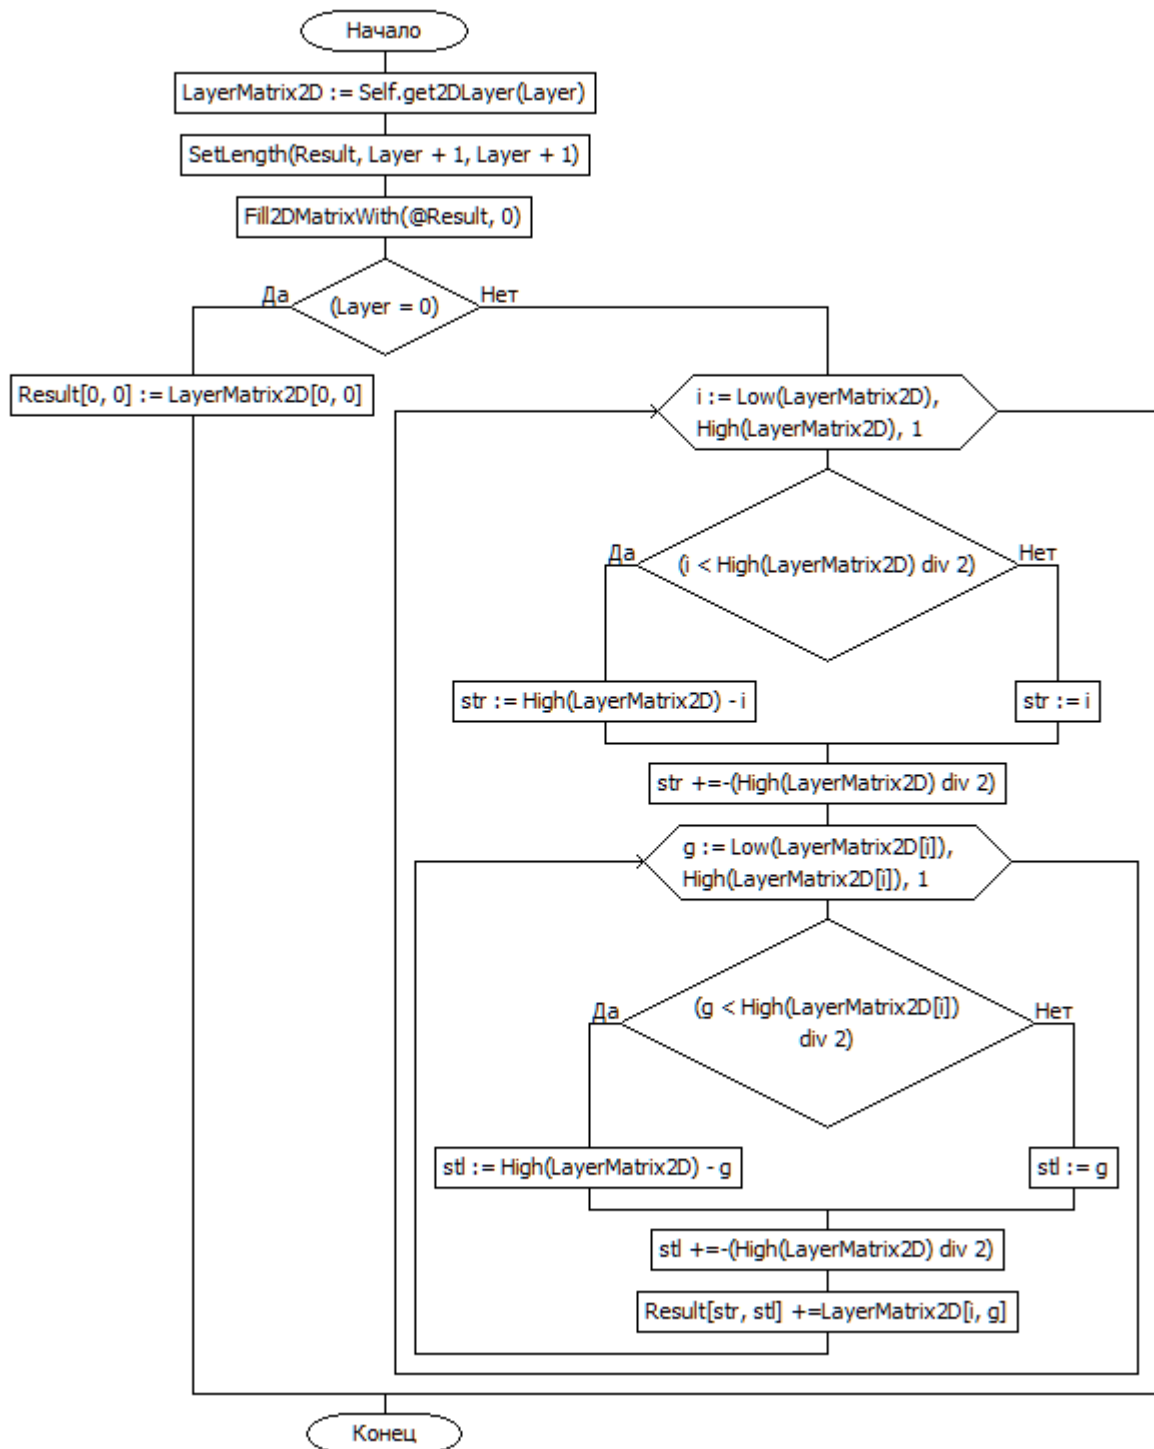 Начало
LayerMatrix2D := Self.get2DLayer(Layer)
SetLength(Result, Layer + 1, Layer + 1)
Fill2DMatrixWith(@Result, 0)
Да
(Layer = 0)
Нет
Result[0, 0] := LayerMatrix2D[0, 0]
i := Low(LayerMatrix2D),
High(LayerMatrix2D), 1
Да
(i < High(LayerMatrix2D) div 2)
Нет
str := High(LayerMatrix2D) - i
str := i
str +=-(High(LayerMatrix2D) div 2)
g := Low(LayerMatrix2D[i]),
High(LayerMatrix2D[i]), 1
Да
(g < High(LayerMatrix2D[i])
div 2)
Нет
stl := High(LayerMatrix2D) - g
stl := g
stl +=-(High(LayerMatrix2D) div 2)
Result[str, stl] +=LayerMatrix2D[i, g]
Конец